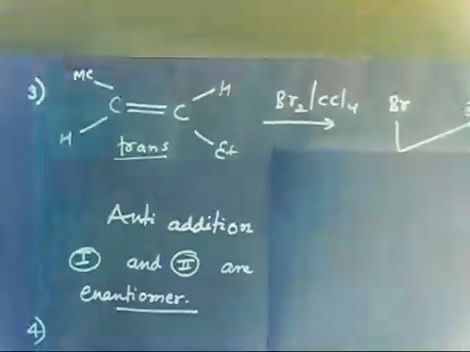 3) Me H
C = C
H trans Et
Br₂/CCl₄
Br
Anti addition
I and II are
enantiomer.
4)